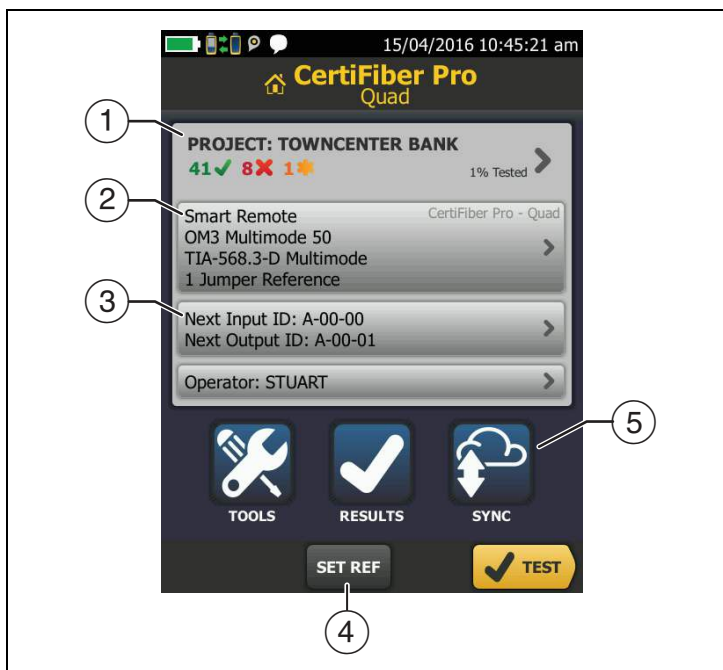 15/04/2016 10:45:21 am
CertiFiber Pro
Quad
1
PROJECT: TOWNCENTER BANK
41 8 1
1% Tested
2
Smart Remote
CertiFiber Pro - Quad
OM3 Multimode 50
TIA-568.3-D Multimode
1 Jumper Reference
3
Next Input ID: A-00-00
Next Output ID: A-00-01
Operator: STUART
5
TOOLS
RESULTS
SYNC
SET REF
TEST
4